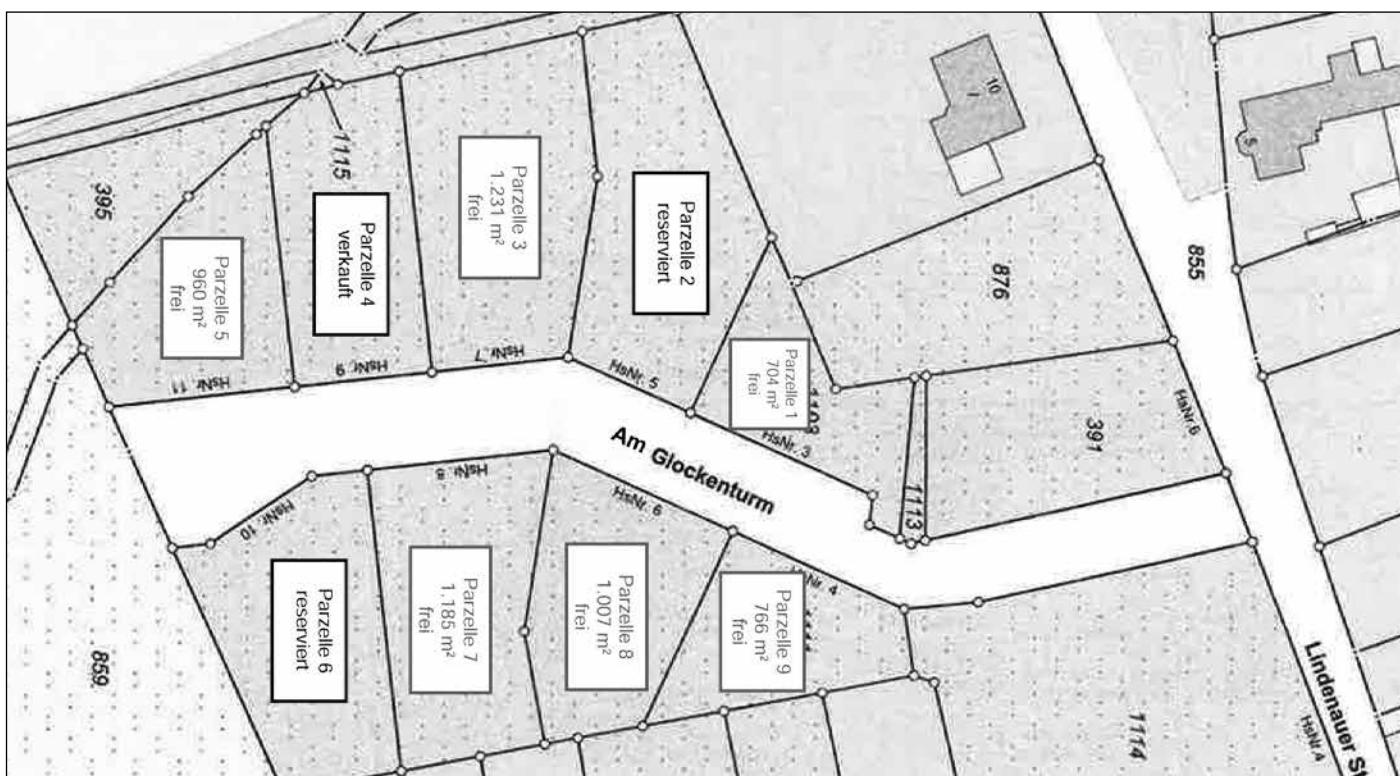 Parzelle 1
704 m²
frei
Parzelle 2
reserviert
Parzelle 3
1.231 m²
frei
Parzelle 4
verkauft
Parzelle 5
960 m²
frei
Parzelle 6
reserviert
Parzelle 7
1.185 m²
frei
Parzelle 8
1.007 m²
frei
Parzelle 9
766 m²
frei
Am Glockenturm
HsNr. 3
HsNr. 5
HsNr. 7
HsNr. 9
HsNr. 11
HsNr. 4
HsNr. 6
HsNr. 8
HsNr. 10
HsNr.6
HsNr.4
395
1115
876
855
391
1113
1114
859
10
5